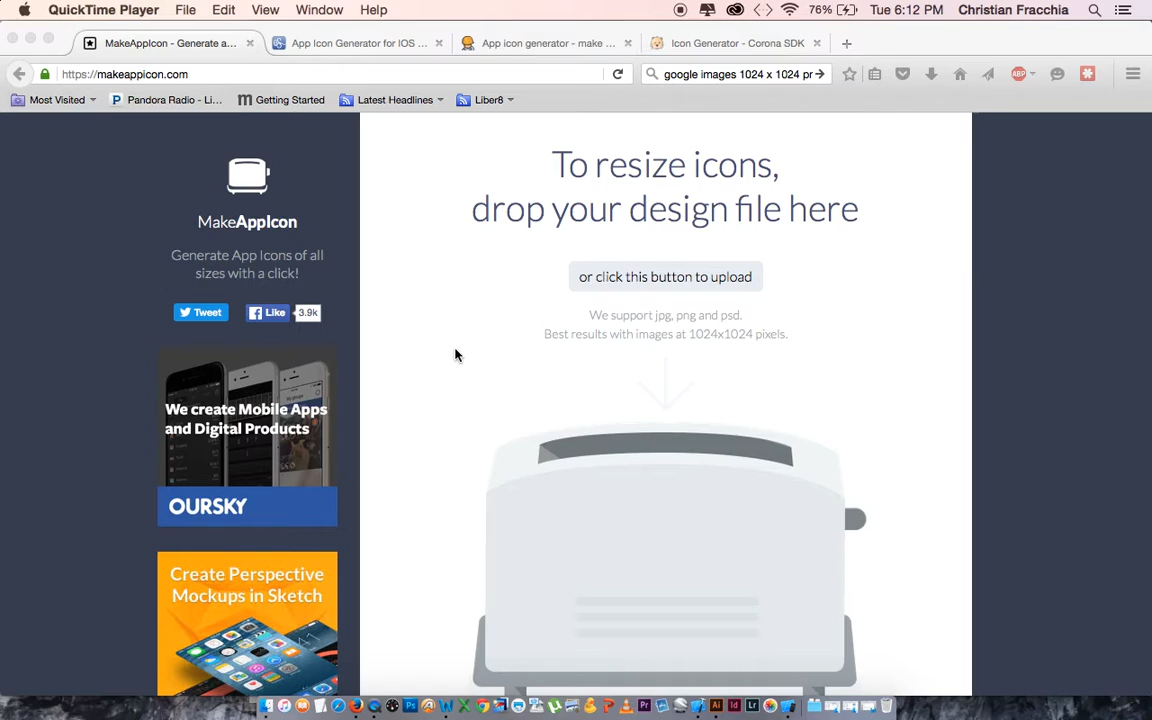 QuickTime Player File Edit View Window Help 76% Tue 6:12 PM Christian Fracchia
MakeAppIcon - Generate a... App Icon Generator for IOS ... App icon generator - make ... Icon Generator - Corona SDK
https://makeappicon.com google images 1024 x 1024 pr ABP
Most Visited Pandora Radio - Li... Getting Started Latest Headlines Liber8
To resize icons,
drop your design file here
or click this button to upload
We support jpg, png and psd.
Best results with images at 1024x1024 pixels.
MakeAppIcon
Generate App Icons of all
sizes with a click!
Tweet Like 3.9k
We create Mobile Apps
and Digital Products
OURSKY
Create Perspective
Mockups in Sketch